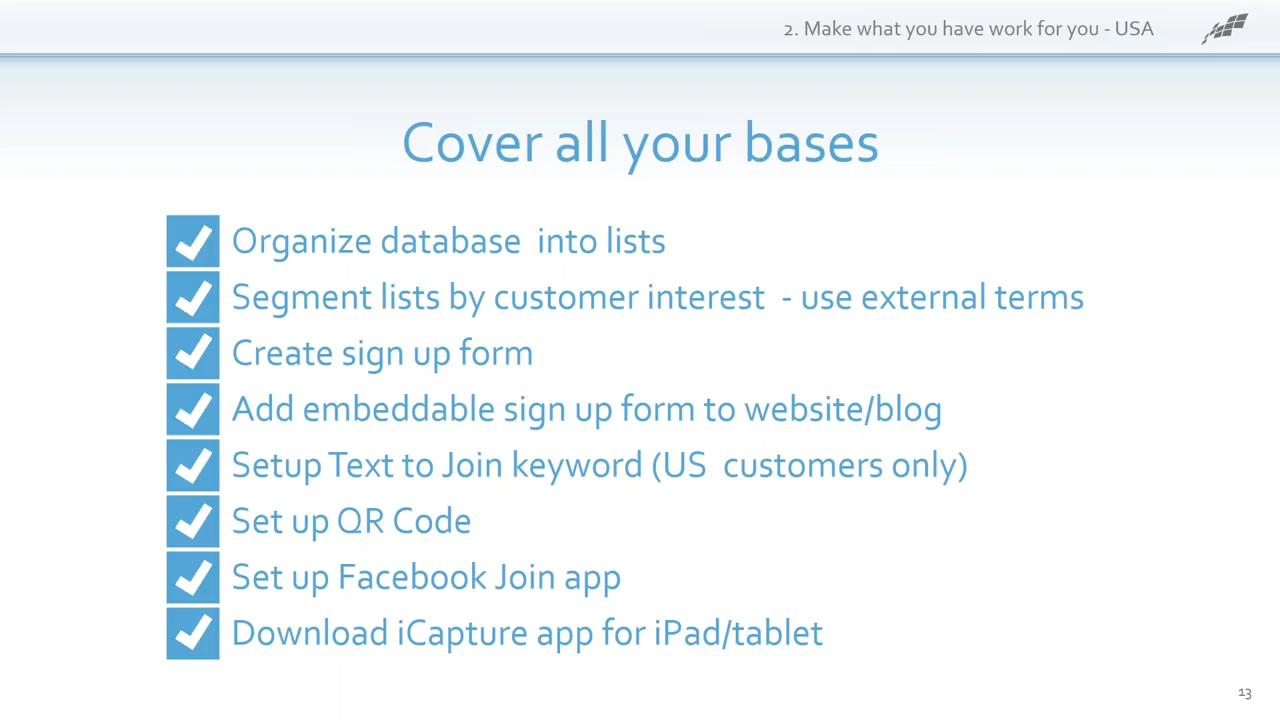 2. Make what you have work for you - USA
Cover all your bases
Organize database into lists
Segment lists by customer interest - use external terms
Create sign up form
Add embeddable sign up form to website/blog
Setup Text to Join keyword (US customers only)
Set up QR Code
Set up Facebook Join app
Download iCapture app for iPad/tablet
13